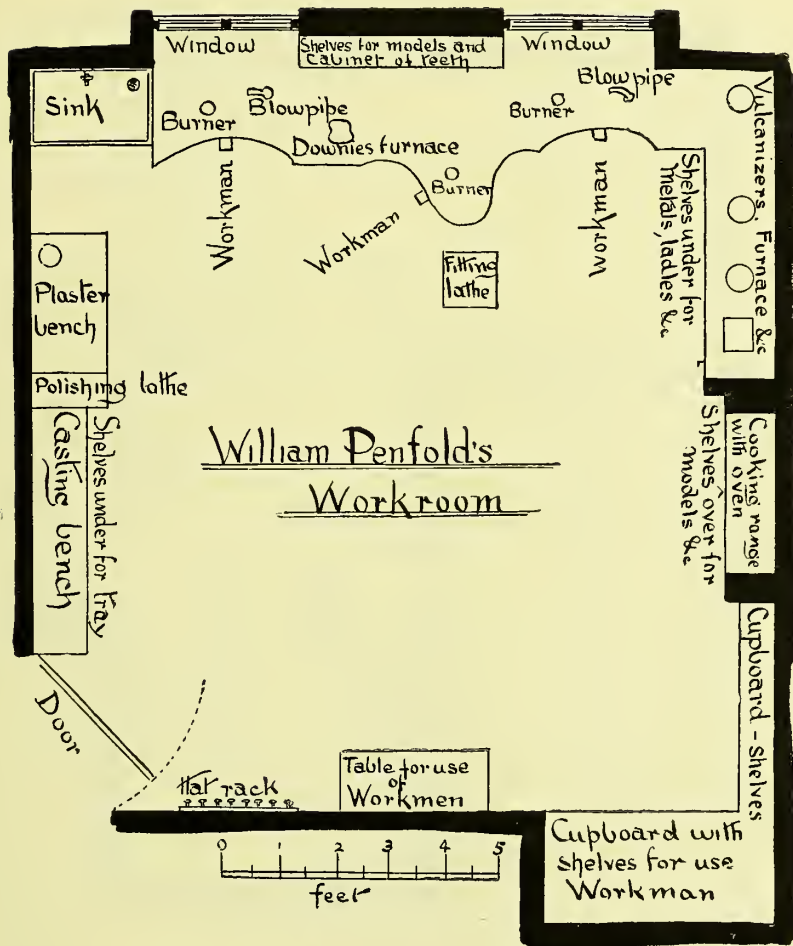 Window
Shelves for models and
Cabinet of teeth
Window
Sink
Burner
Blowpipe
Downies furnace
Burner
Blowpipe
Burner
Workman
Workman
Workman
Fitting
lathe
Shelves under for
metals, ladles &c
Vulcanizers, Furnace &c
Plaster
bench
Polishing lathe
Casting bench
Shelves under for tray
William Penfold's
Workroom
Shelves over for
models &c
Cooking range
with oven
Cupboard - Shelves
Door
Hat rack
Table for use
of
Workmen
Cupboard with
shelves for use
Workman
0 1 2 3 4 5
feet